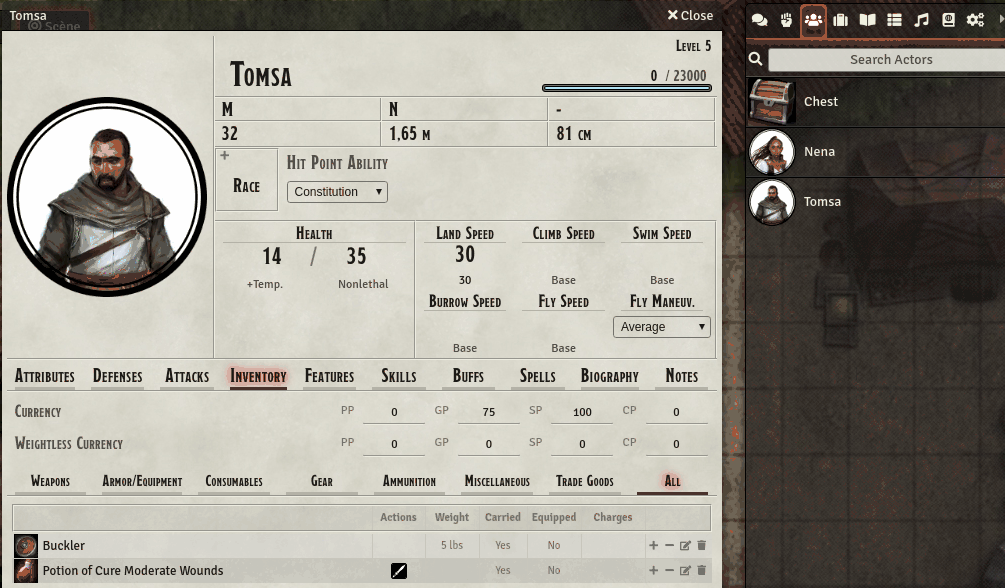 Tomsa
Close
Scène
Level 5
Tomsa
0 / 23000
M N -
32 1,65 m 81 cm
+
Race
Hit Point Ability
Constitution
Health
14 / 35
+Temp. Nonlethal
Land Speed Climb Speed Swim Speed
30
30 Base Base
Burrow Speed Fly Speed Fly Maneuv.
Average
Base Base
Attributes Defenses Attacks Inventory Features Skills Buffs Spells Biography Notes
Currency PP 0 GP 75 SP 100 CP 0
Weightless Currency PP 0 GP 0 SP 0 CP 0
Weapons Armor/Equipment Consumables Gear Ammunition Miscellaneous Trade Goods All
Actions Weight Carried Equipped Charges
Buckler 5 lbs Yes No
Potion of Cure Moderate Wounds Yes No
Search Actors
Chest
Nena
Tomsa